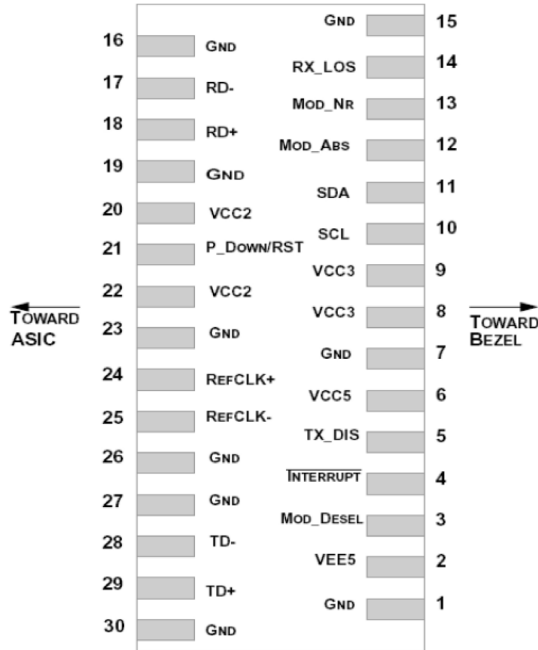 GND 15
16 GND
RX_LOS 14
17 RD-
MOD_NR 13
18 RD+
MOD_ABS 12
19 GND
SDA 11
20 VCC2
SCL 10
21 P_DOWN/RST
VCC3 9
22 VCC2
VCC3 8
TOWARD ASIC
TOWARD BEZEL
23 GND
GND 7
24 REFCLK+
VCC5 6
25 REFCLK-
TX_DIS 5
26 GND
INTERRUPT 4
27 GND
MOD_DESEL 3
28 TD-
VEE5 2
29 TD+
GND 1
30 GND